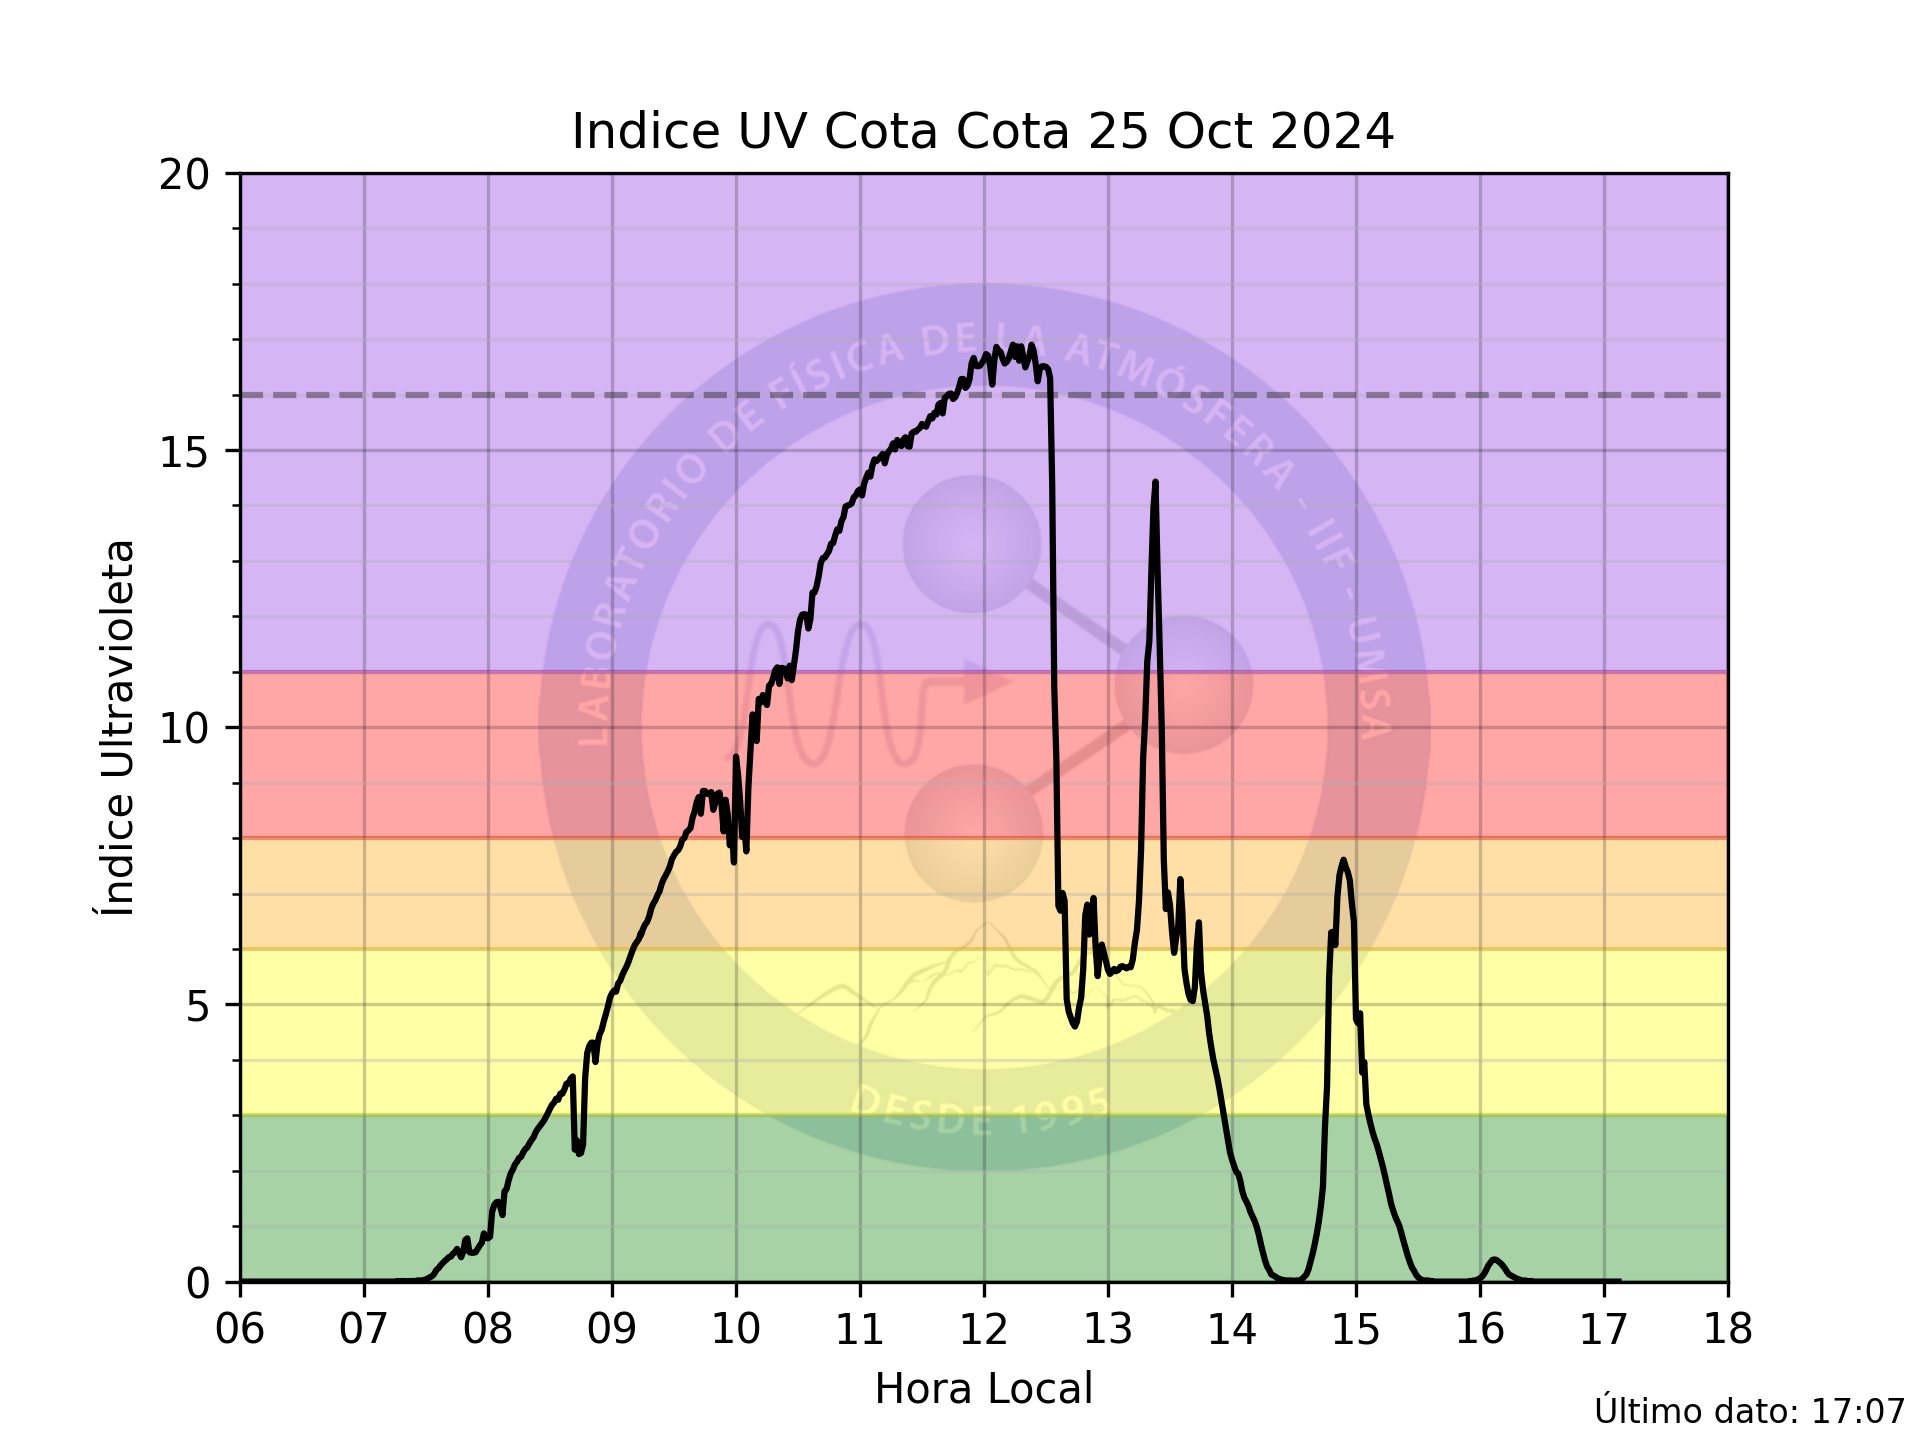 Indice UV Cota Cota 25 Oct 2024
20
15
10
5
0
Índice Ultravioleta
LABORATORIO DE FÍSICA DE LA ATMÓSFERA - IIF - UMSA
DESDE 1995
06 07 08 09 10 11 12 13 14 15 16 17 18
Hora Local
Último dato: 17:07